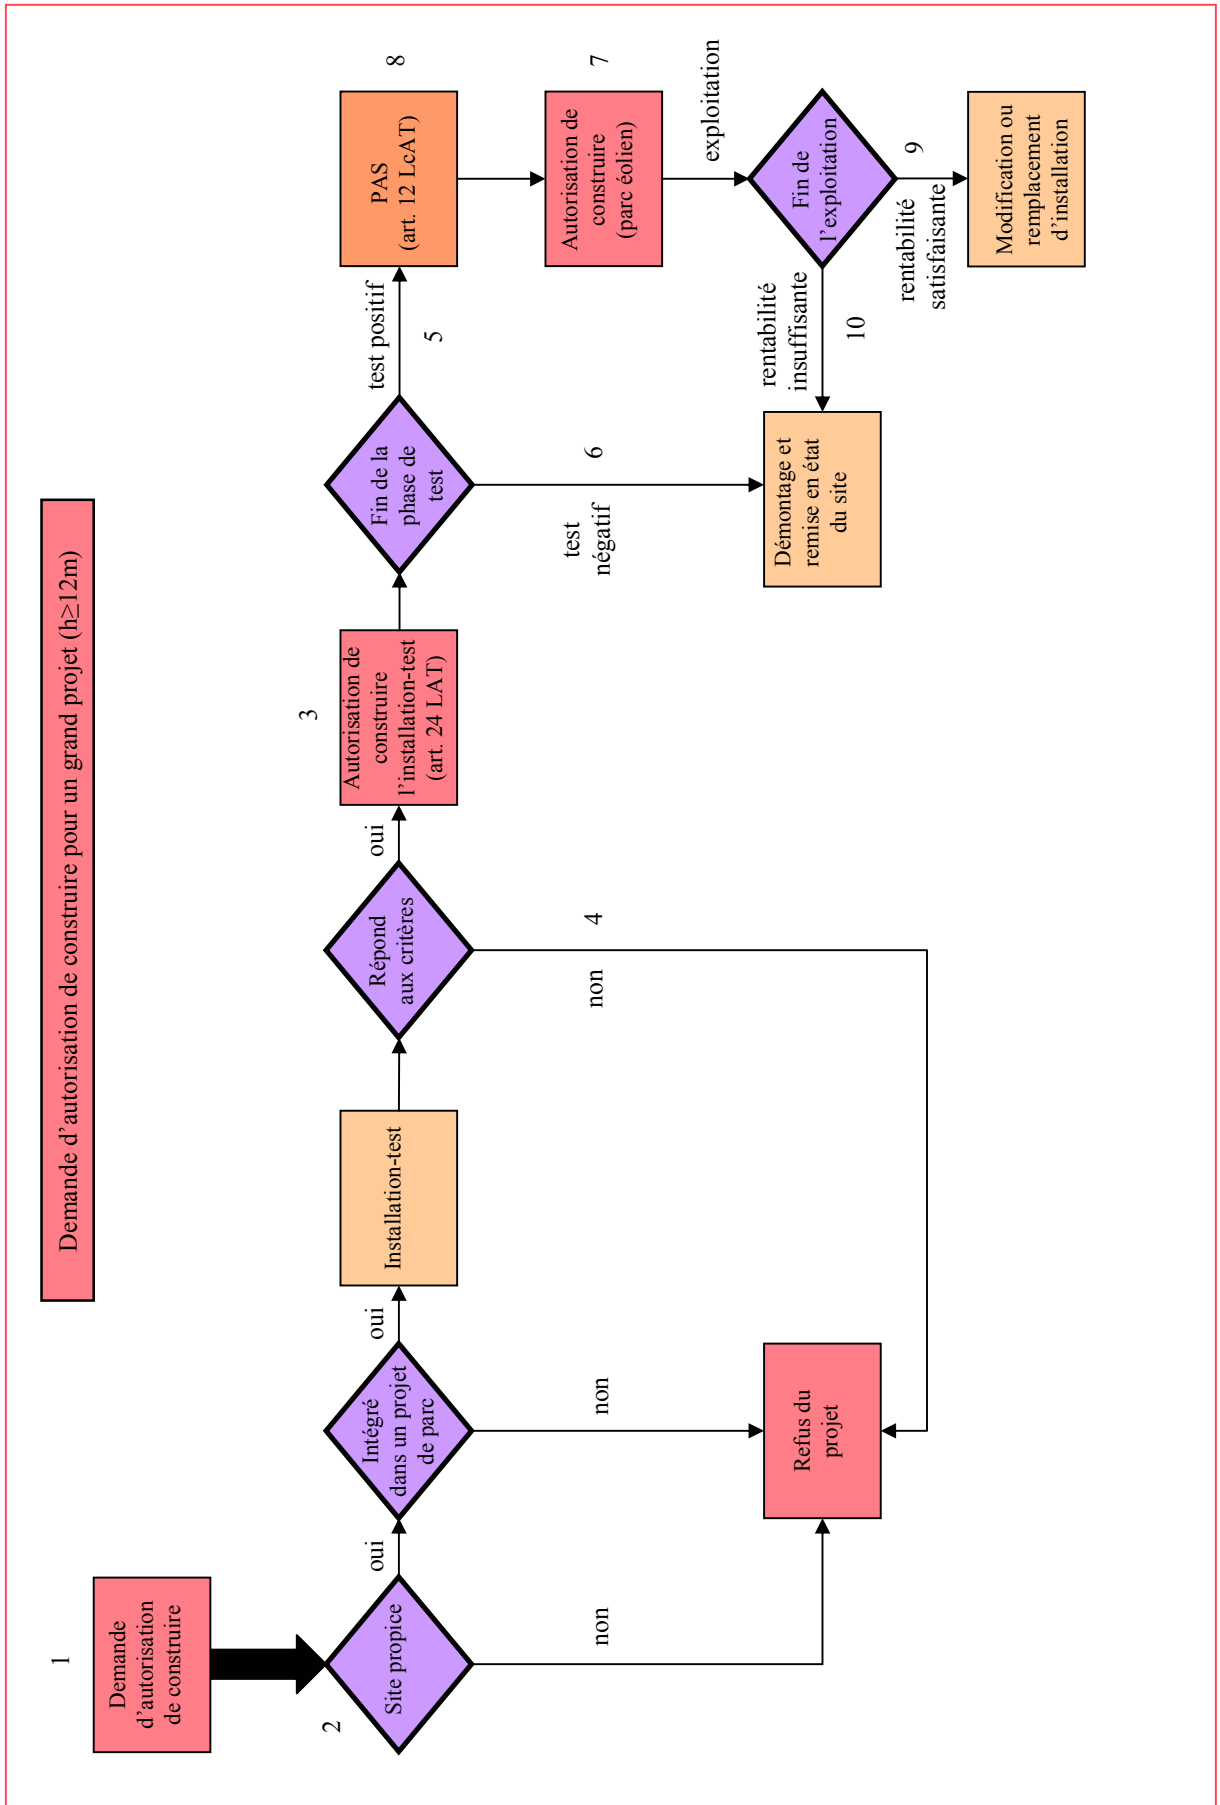 Demande d'autorisation de construire pour un grand projet (h≥12m)
1
Demande
d'autorisation
de construire
2
Site propice
oui
non
Intégré
dans un projet
de parc
oui
non
Installation-test
Répond
aux critères
oui
non
4
3
Autorisation de
construire
l'installation-test
(art. 24 LAT)
Fin de la
phase de
test
test positif
5
test
négatif
6
PAS
(art. 12 LcAT)
8
Autorisation de
construire
(parc éolien)
7
exploitation
Fin de
l'exploitation
rentabilité
insuffisante
10
rentabilité
satisfaisante
9
Refus du
projet
Démontage et
remise en état
du site
Modification ou
remplacement
d'installation